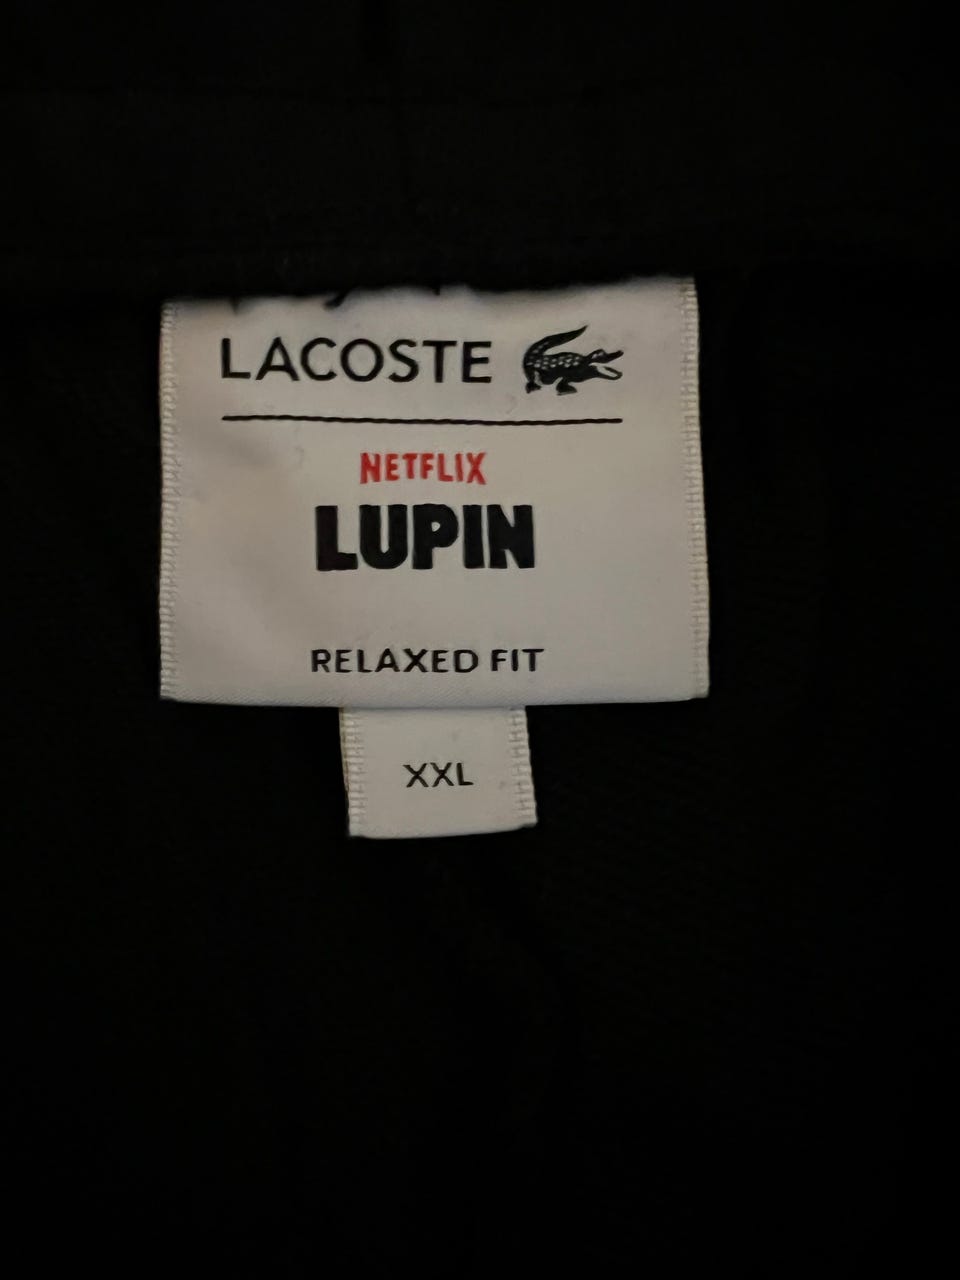 LACOSTE
NETFLIX
LUPIN
RELAXED FIT
XXL